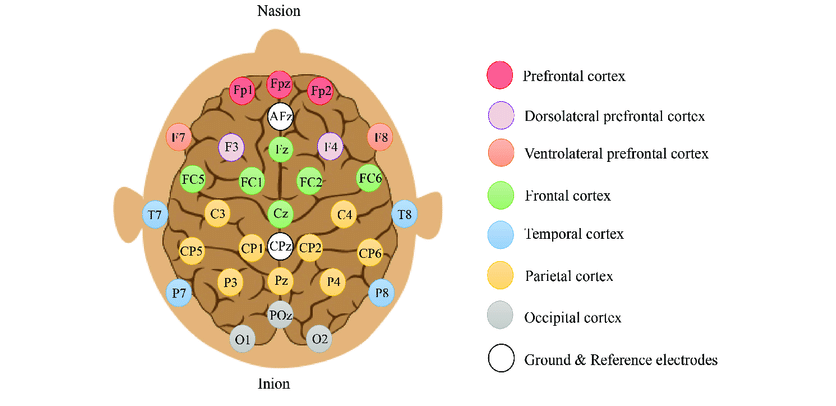 Nasion
Fp1 Fpz Fp2
AFz
F7 F3 Fz F4 F8
FC5 FC1 FC2 FC6
T7 C3 Cz C4 T8
CP5 CP1 CPz CP2 CP6
P7 P3 Pz P4 P8
POz
O1 O2
Inion
Prefrontal cortex
Dorsolateral prefrontal cortex
Ventrolateral prefrontal cortex
Frontal cortex
Temporal cortex
Parietal cortex
Occipital cortex
Ground & Reference electrodes